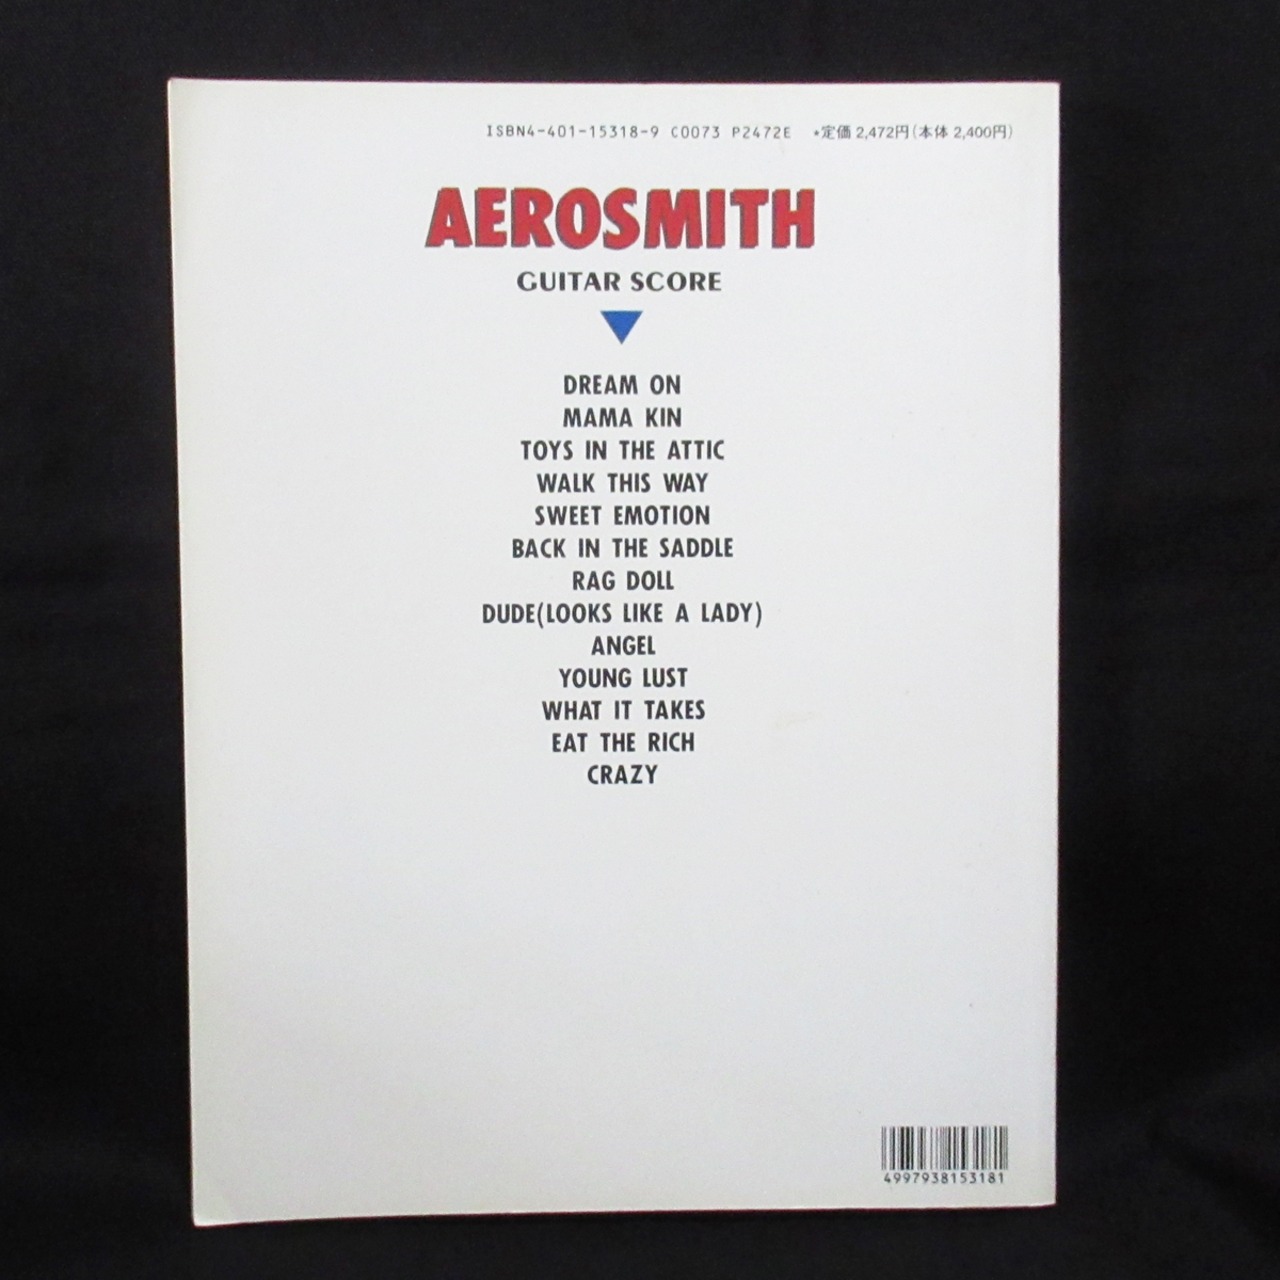 ISBN4-401-15318-9 C0073 P2472E ★定価 2,472円(本体 2,400円)
AEROSMITH
GUITAR SCORE
DREAM ON
MAMA KIN
TOYS IN THE ATTIC
WALK THIS WAY
SWEET EMOTION
BACK IN THE SADDLE
RAG DOLL
DUDE(LOOKS LIKE A LADY)
ANGEL
YOUNG LUST
WHAT IT TAKES
EAT THE RICH
CRAZY
4997938153181